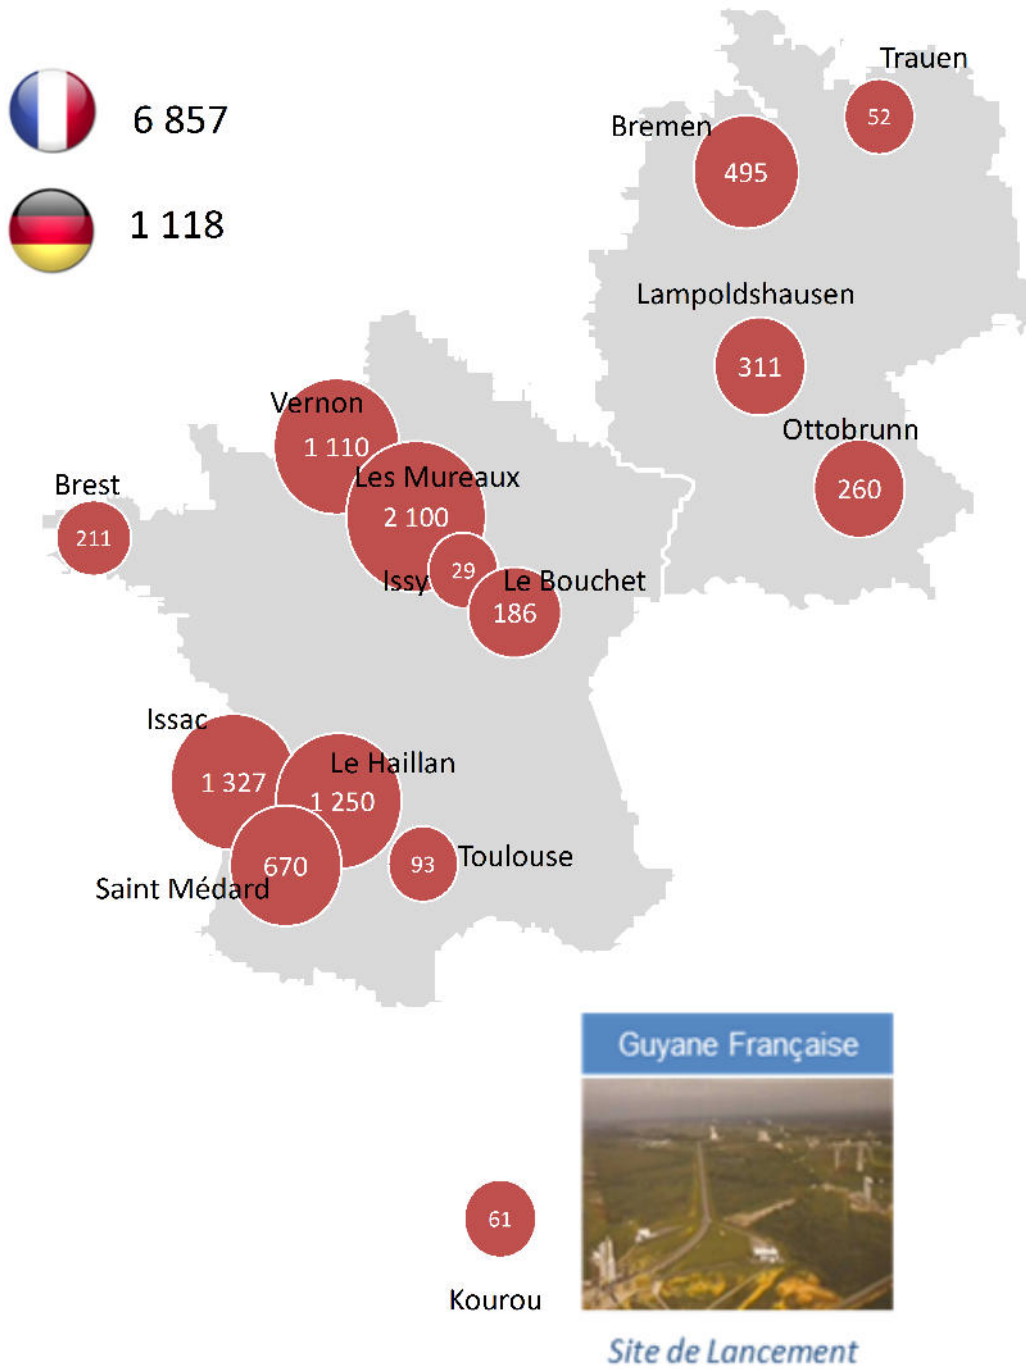 6 857
1 118
Trauen
52
Bremen
495
Lampoldshausen
311
Ottobrunn
260
Vernon
1 110
Les Mureaux
2 100
Brest
211
Issy
29
Le Bouchet
186
Issac
1 327
Le Haillan
1 250
Saint Médard
670
Toulouse
93
Guyane Française
61
Kourou
Site de Lancement